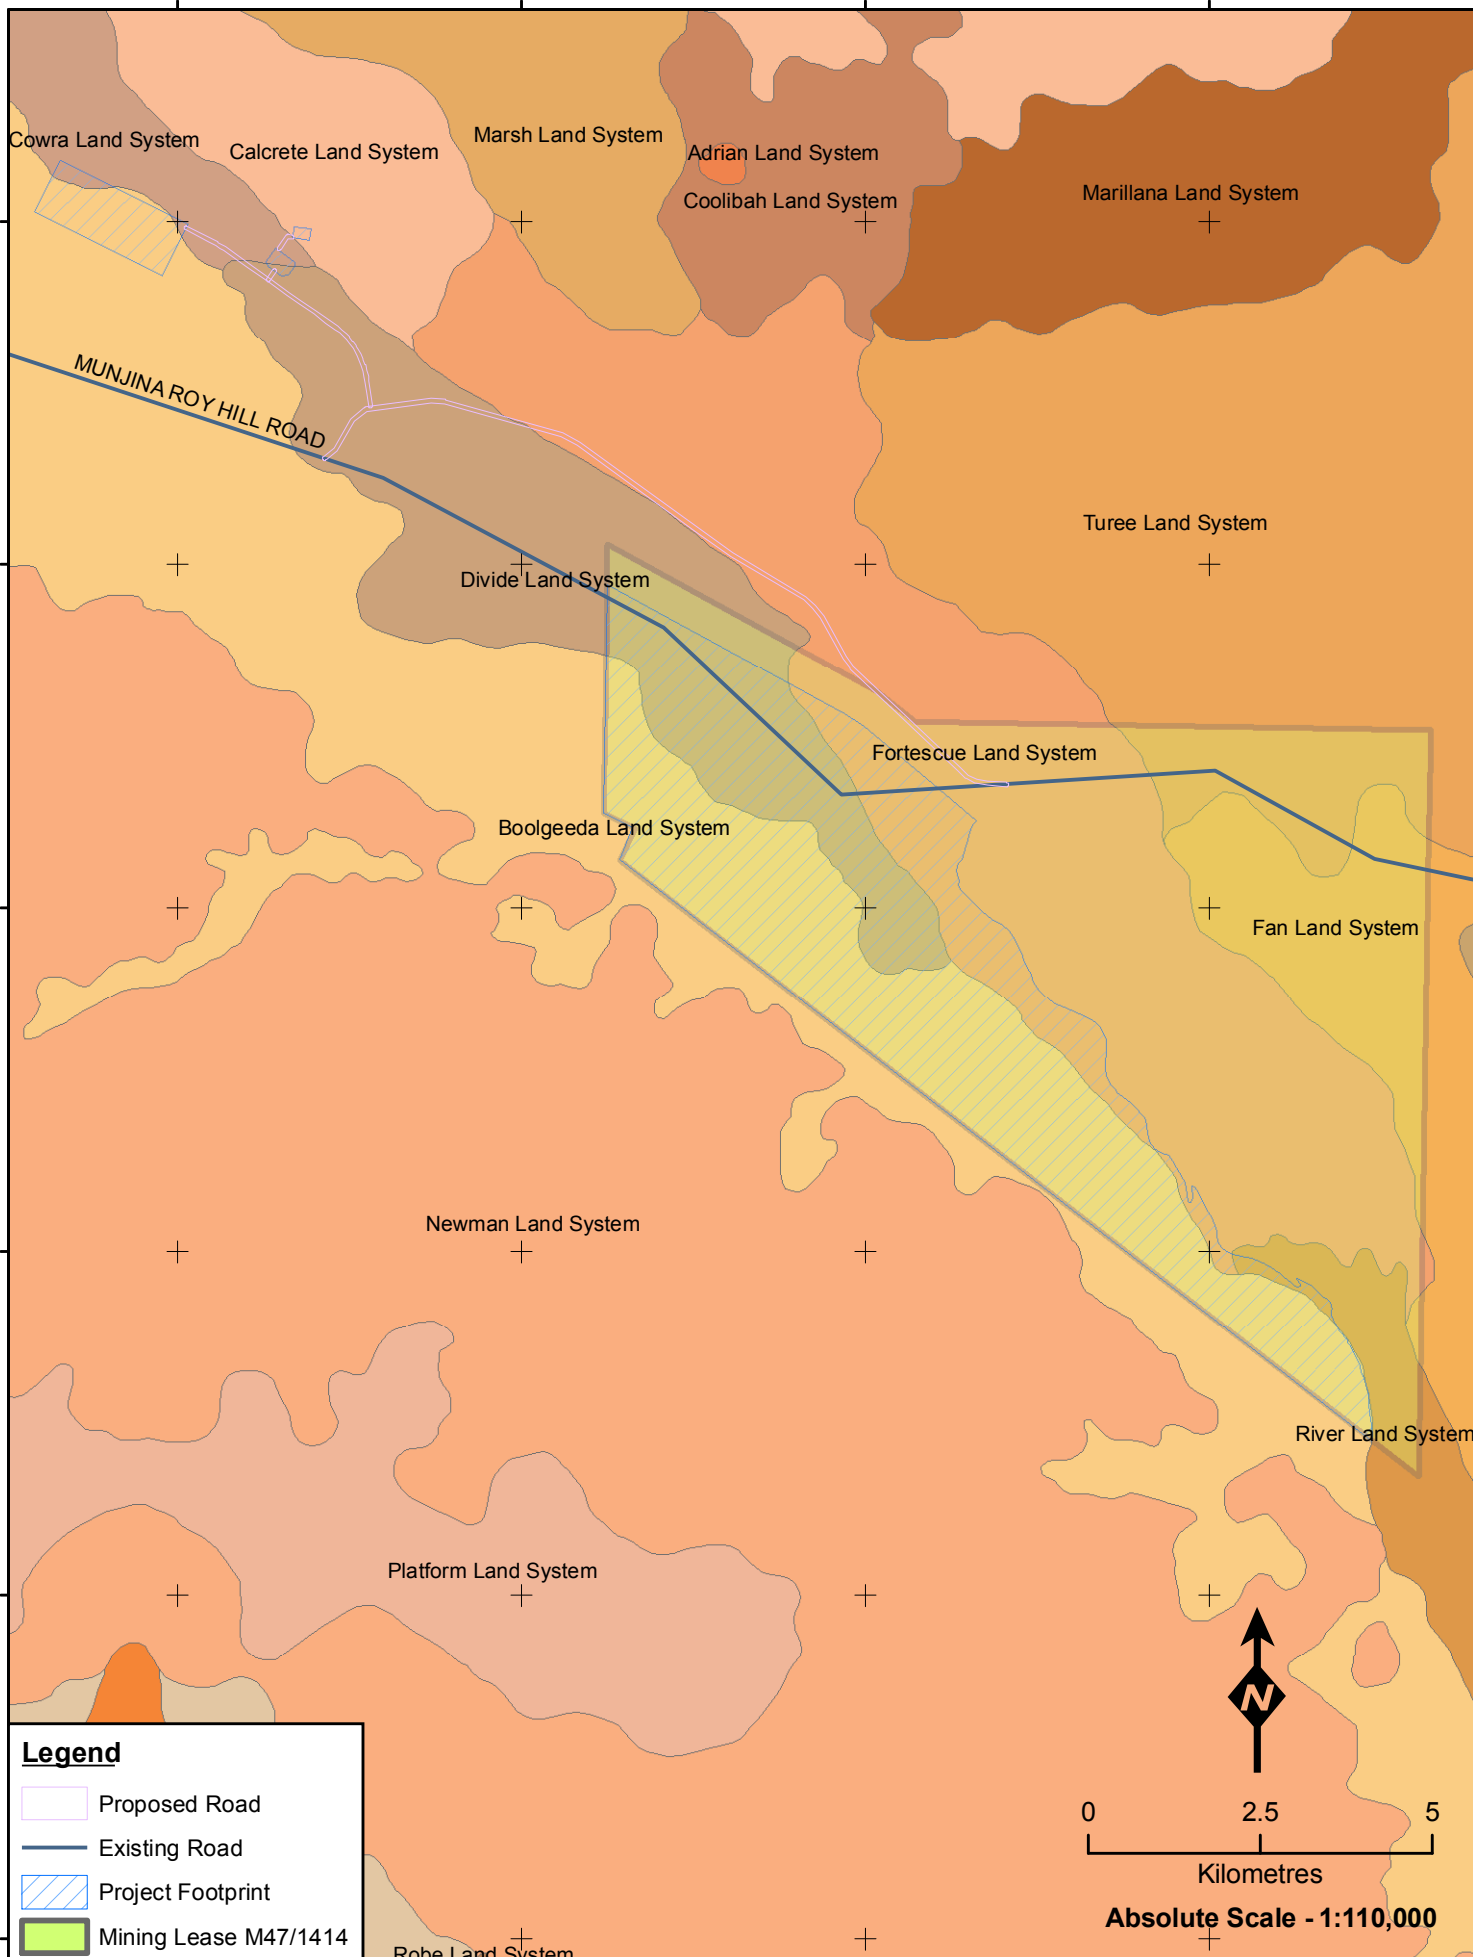 Cowra Land System
Calcrete Land System
Marsh Land System
Adrian Land System
Coolibah Land System
Marillana Land System
MUNJINA ROY HILL ROAD
Turee Land System
Divide Land System
Fortescue Land System
Boolgeeda Land System
Fan Land System
Newman Land System
River Land System
Platform Land System
N
Legend
Proposed Road
Existing Road
Project Footprint
Mining Lease M47/1414
0 2.5 5
Kilometres
Absolute Scale - 1:110,000
Robe Land System